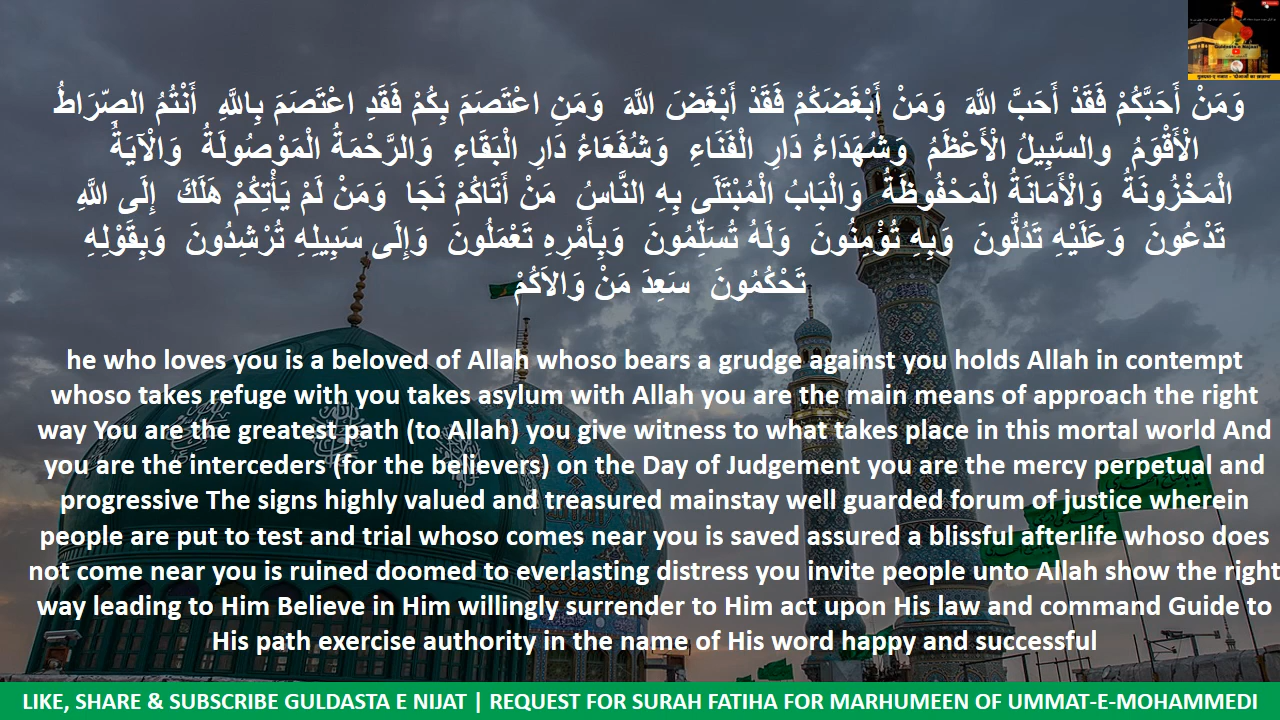 وَمَنْ أَحَبَّكُمْ فَقَدْ أَحَبَّ اللَّهَ وَمَنْ أَبْغَضَكُمْ فَقَدْ أَبْغَضَ اللَّهَ وَمَنِ اعْتَصَمَ بِكُمْ فَقَدِ اعْتَصَمَ بِاللَّهِ أَنْتُمُ الصِّرَاطُ
الْأَقْوَمُ والسَّبِيلُ الْأَعْظَمُ وَشُهَدَاءُ دَارِ الْفَنَاءِ وَشُفَعَاءُ دَارِ الْبَقَاءِ وَالرَّحْمَةُ الْمَوْصُولَةُ وَالْآيَةُ
الْمَخْزُونَةُ وَالْأَمَانَةُ الْمَحْفُوظَةُ وَالْبَابُ الْمُبْتَلَى بِهِ النَّاسُ مَنْ أَتَاكُمْ نَجَا وَمَنْ لَمْ يَأْتِكُمْ هَلَكَ إِلَى اللَّهِ
تَدْعُونَ وَعَلَيْهِ تَدُلُّونَ وَبِهِ تُؤْمِنُونَ وَلَهُ تُسَلِّمُونَ وَبِأَمْرِهِ تَعْمَلُونَ وَإِلَى سَبِيلِهِ تُرْشِدُونَ وَبِقَوْلِهِ
تَحْكُمُونَ سَعِدَ مَنْ وَالاَكُمْ
he who loves you is a beloved of Allah whoso bears a grudge against you holds Allah in contempt
whoso takes refuge with you takes asylum with Allah you are the main means of approach the right
way You are the greatest path (to Allah) you give witness to what takes place in this mortal world And
you are the interceders (for the believers) on the Day of Judgement you are the mercy perpetual and
progressive The signs highly valued and treasured mainstay well guarded forum of justice wherein
people are put to test and trial whoso comes near you is saved assured a blissful afterlife whoso does
not come near you is ruined doomed to everlasting distress you invite people unto Allah show the right
way leading to Him Believe in Him willingly surrender to Him act upon His law and command Guide to
His path exercise authority in the name of His word happy and successful
LIKE, SHARE & SUBSCRIBE GULDASTA E NIJAT | REQUEST FOR SURAH FATIHA FOR MARHUMEEN OF UMMAT-E-MOHAMMEDI